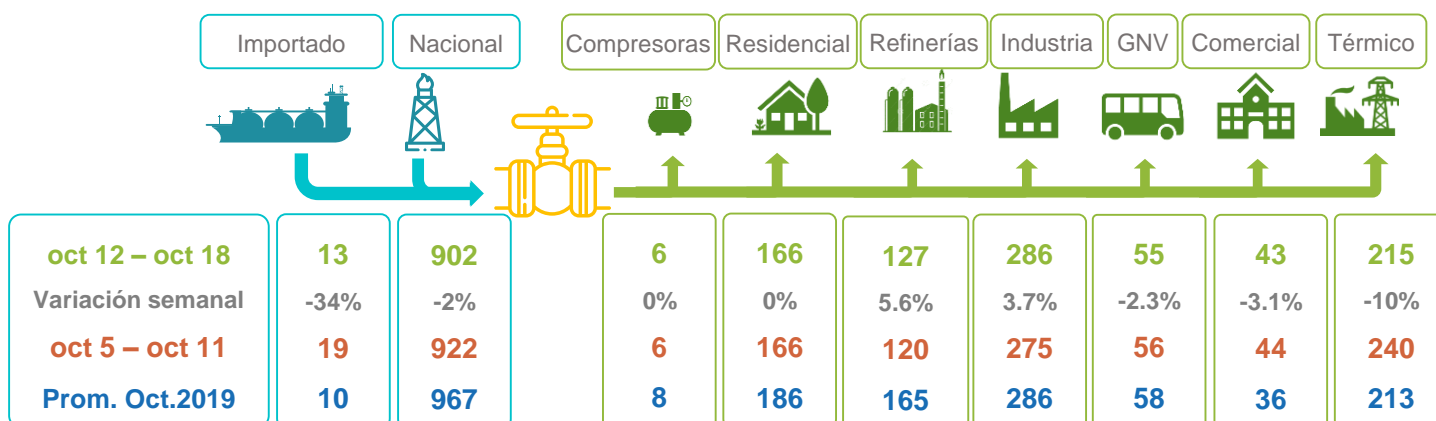 Importado Nacional Compresoras Residencial Refinerías Industria GNV Comercial Térmico
oct 12 – oct 18 13 902 6 166 127 286 55 43 215
Variación semanal -34% -2% 0% 0% 5.6% 3.7% -2.3% -3.1% -10%
oct 5 – oct 11 19 922 6 166 120 275 56 44 240
Prom. Oct.2019 10 967 8 186 165 286 58 36 213